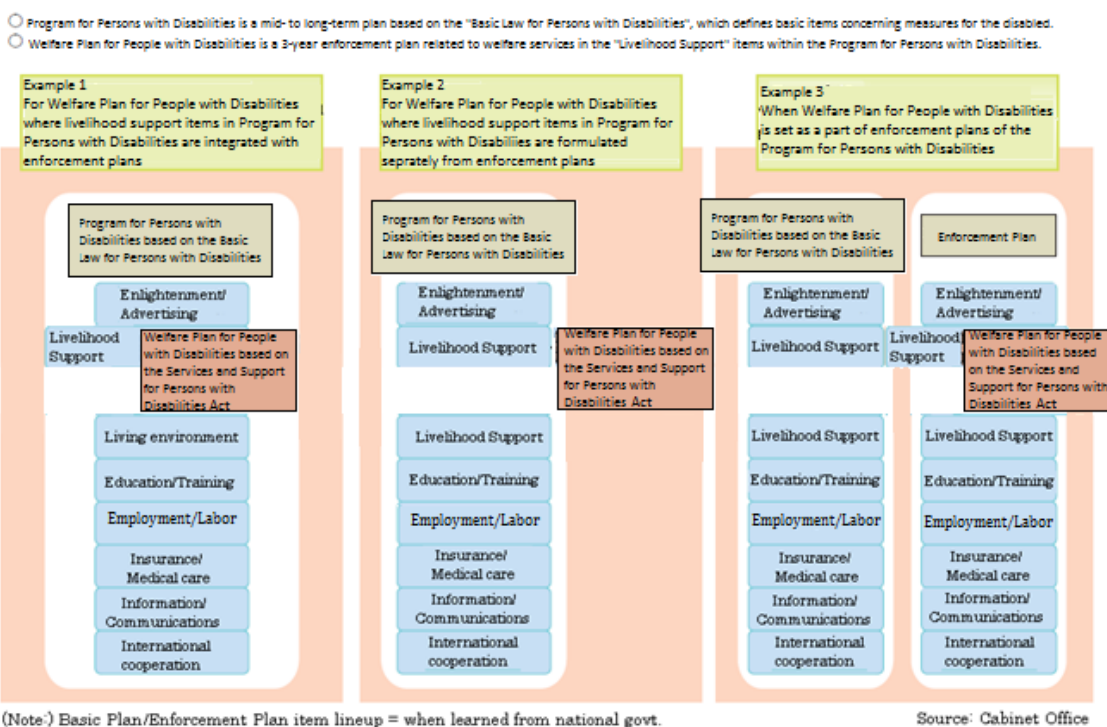 ○ Program for Persons with Disabilities is a mid- to long-term plan based on the "Basic Law for Persons with Disabilities", which defines basic items concerning measures for the disabled.
○ Welfare Plan for People with Disabilities is a 3-year enforcement plan related to welfare services in the "Livelihood Support" items within the Program for Persons with Disabilities.
Example 1
For Welfare Plan for People with Disabilities
where livelihood support items in Program for
Persons with Disabilities are integrated with
enforcement plans
Program for Persons with
Disabilities based on the Basic
Law for Persons with Disabilities
Enlightenment/
Advertising
Livelihood
Support
Welfare Plan for People
with Disabilities based on
the Services and Support
for Persons with
Disabilities Act
Living environment
Education/Training
Employment/Labor
Insurance/
Medical care
Information/
Communications
International
cooperation
Example 2
For Welfare Plan for People with Disabilities
where livelihood support items in Program for
Persons with Disabiliies are formulated
seprately from enforcement plans
Program for Persons with
Disabilities based on the Basic
Law for Persons with Disabilities
Enlightenment/
Advertising
Livelihood Support
Welfare Plan for People
with Disabilities based on
the Services and Support
for Persons with
Disabilities Act
Livelihood Support
Education/Training
Employment/Labor
Insurance/
Medical care
Information/
Communications
International
cooperation
Example 3
When Welfare Plan for People with Disabilities
is set as a part of enforcement plans of the
Program for Persons with Disabilities
Program for Persons with
Disabilities based on the Basic
Law for Persons with Disabilities
Enlightenment/
Advertising
Livelihood Support
Livelihood Support
Education/Training
Employment/Labor
Insurance/
Medical care
Information/
Communications
International
cooperation
Enforcement Plan
Enlightenment/
Advertising
Livelihood
Support
Welfare Plan for People
with Disabilities based
on the Services and
Support for Persons with
Disabilities Act
Livelihood Support
Education/Training
Employment/Labor
Insurance/
Medical care
Information/
Communications
International
cooperation
(Note:) Basic Plan/Enforcement Plan item lineup = when learned from national govt.
Source: Cabinet Office